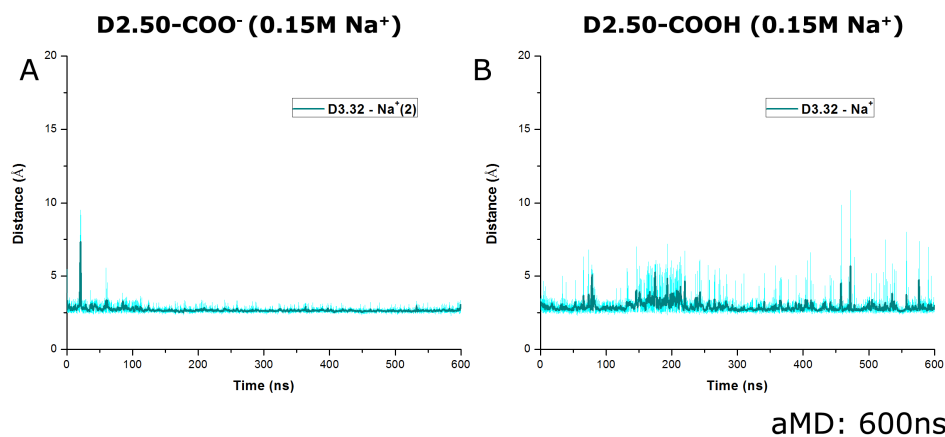 D2.50-COO⁻ (0.15M Na⁺)
D2.50-COOH (0.15M Na⁺)
A
20
15
10
5
0
Distance (Å)
D3.32 - Na⁺(2)
0 100 200 300 400 500 600
Time (ns)
B
20
15
10
5
0
Distance (Å)
D3.32 - Na⁺
0 100 200 300 400 500 600
Time (ns)
aMD: 600ns